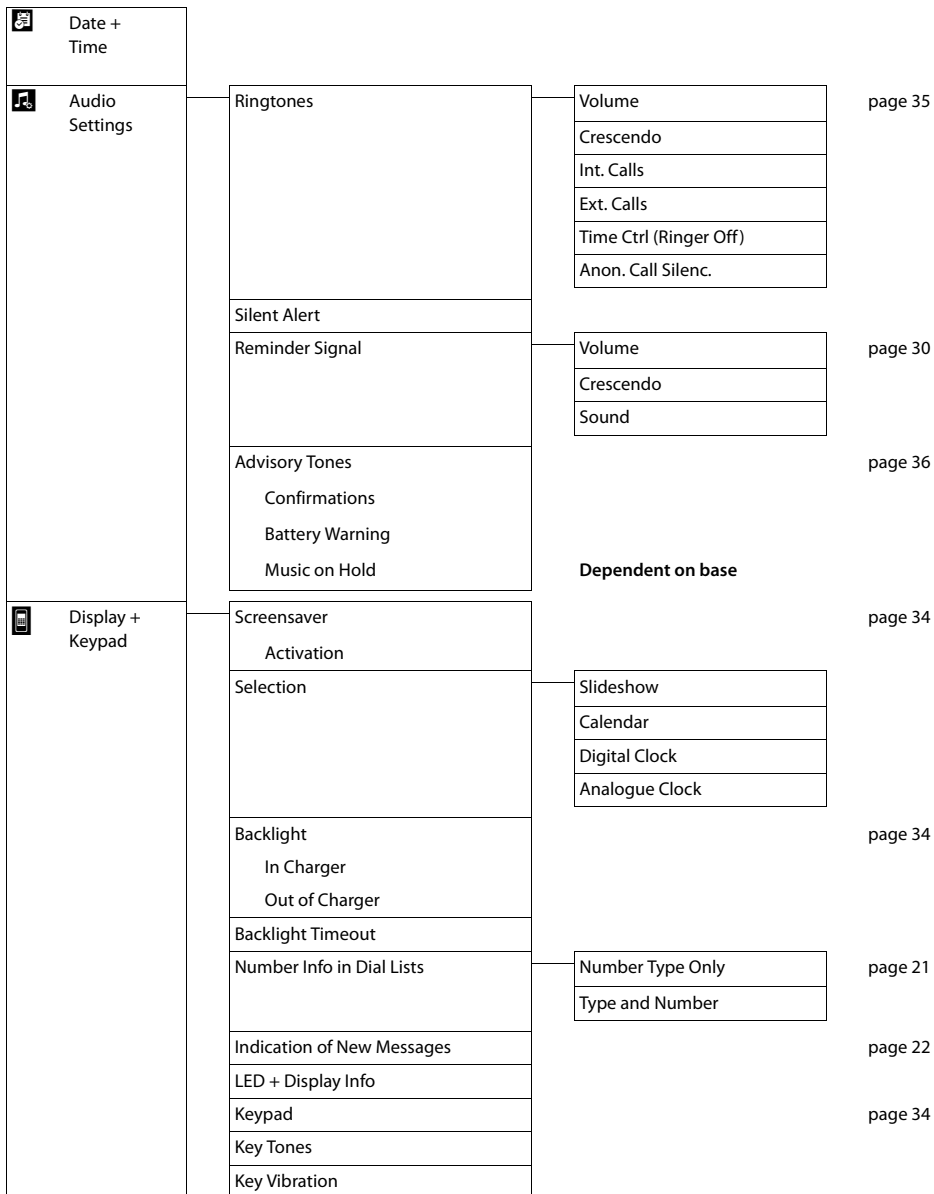 Date +
Time
Audio
Settings
Ringtones
Volume
page 35
Crescendo
Int. Calls
Ext. Calls
Time Ctrl (Ringer Off)
Anon. Call Silenc.
Silent Alert
Reminder Signal
Volume
page 30
Crescendo
Sound
Advisory Tones
page 36
Confirmations
Battery Warning
Music on Hold
Dependent on base
Display +
Keypad
Screensaver
page 34
Activation
Selection
Slideshow
Calendar
Digital Clock
Analogue Clock
Backlight
page 34
In Charger
Out of Charger
Backlight Timeout
Number Info in Dial Lists
Number Type Only
page 21
Type and Number
Indication of New Messages
page 22
LED + Display Info
Keypad
page 34
Key Tones
Key Vibration